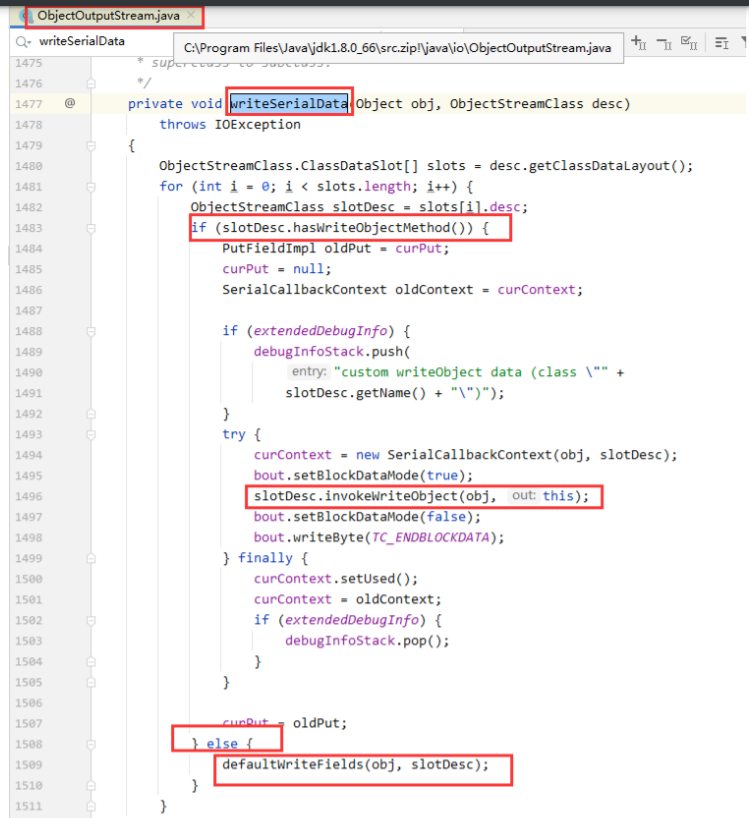 ObjectOutputStream.java ×
writeSerialData
C:\Program Files\Java\jdk1.8.0_66\src.zip!\java\io\ObjectOutputStream.java
1475 * superclass to subclass.
1476 */
1477 @ private void writeSerialData(Object obj, ObjectStreamClass desc)
1478 throws IOException
1479 {
1480 ObjectStreamClass.ClassDataSlot[] slots = desc.getClassDataLayout();
1481 for (int i = 0; i < slots.length; i++) {
1482 ObjectStreamClass slotDesc = slots[i].desc;
1483 if (slotDesc.hasWriteObjectMethod()) {
1484 PutFieldImpl oldPut = curPut;
1485 curPut = null;
1486 SerialCallbackContext oldContext = curContext;
1487
1488 if (extendedDebugInfo) {
1489 debugInfoStack.push(
1490 entry: "custom writeObject data (class \"" +
1491 slotDesc.getName() + "\")");
1492 }
1493 try {
1494 curContext = new SerialCallbackContext(obj, slotDesc);
1495 bout.setBlockDataMode(true);
1496 slotDesc.invokeWriteObject(obj, out: this);
1497 bout.setBlockDataMode(false);
1498 bout.writeByte(TC_ENDBLOCKDATA);
1499 } finally {
1500 curContext.setUsed();
1501 curContext = oldContext;
1502 if (extendedDebugInfo) {
1503 debugInfoStack.pop();
1504 }
1505 }
1506
1507 curPut = oldPut;
1508 } else {
1509 defaultWriteFields(obj, slotDesc);
1510 }
1511 }